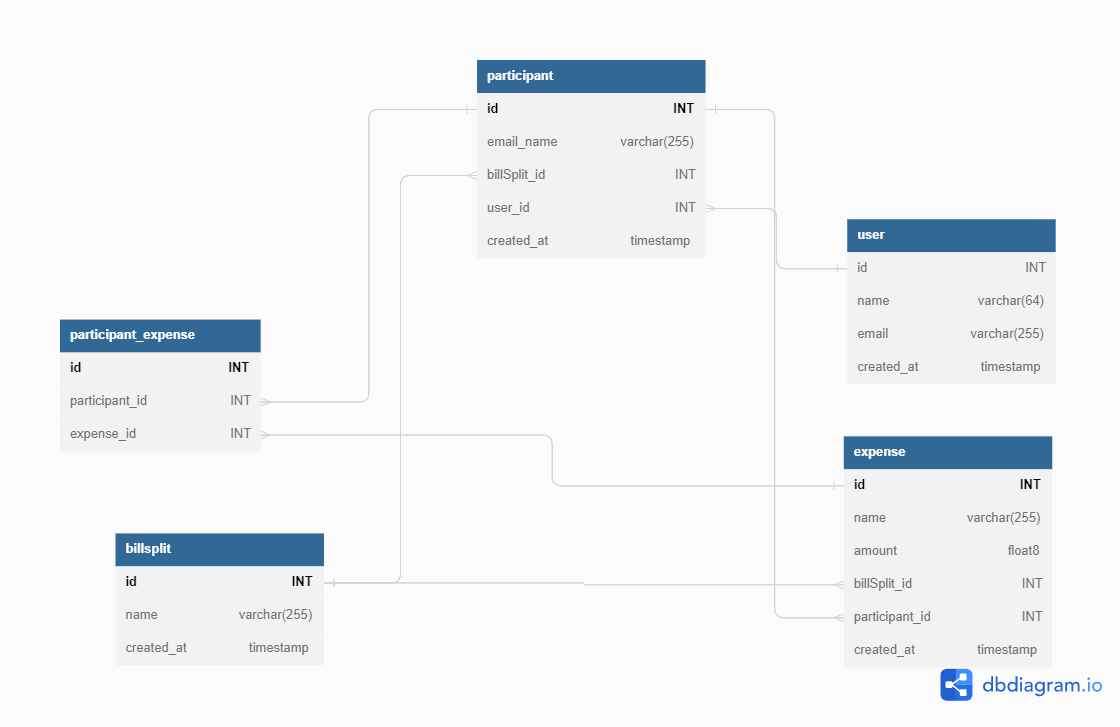 participant
id INT
email_name varchar(255)
billSplit_id INT
user_id INT
created_at timestamp
user
id INT
name varchar(64)
email varchar(255)
created_at timestamp
participant_expense
id INT
participant_id INT
expense_id INT
expense
id INT
name varchar(255)
amount float8
billSplit_id INT
participant_id INT
created_at timestamp
billsplit
id INT
name varchar(255)
created_at timestamp
dbdiagram.io